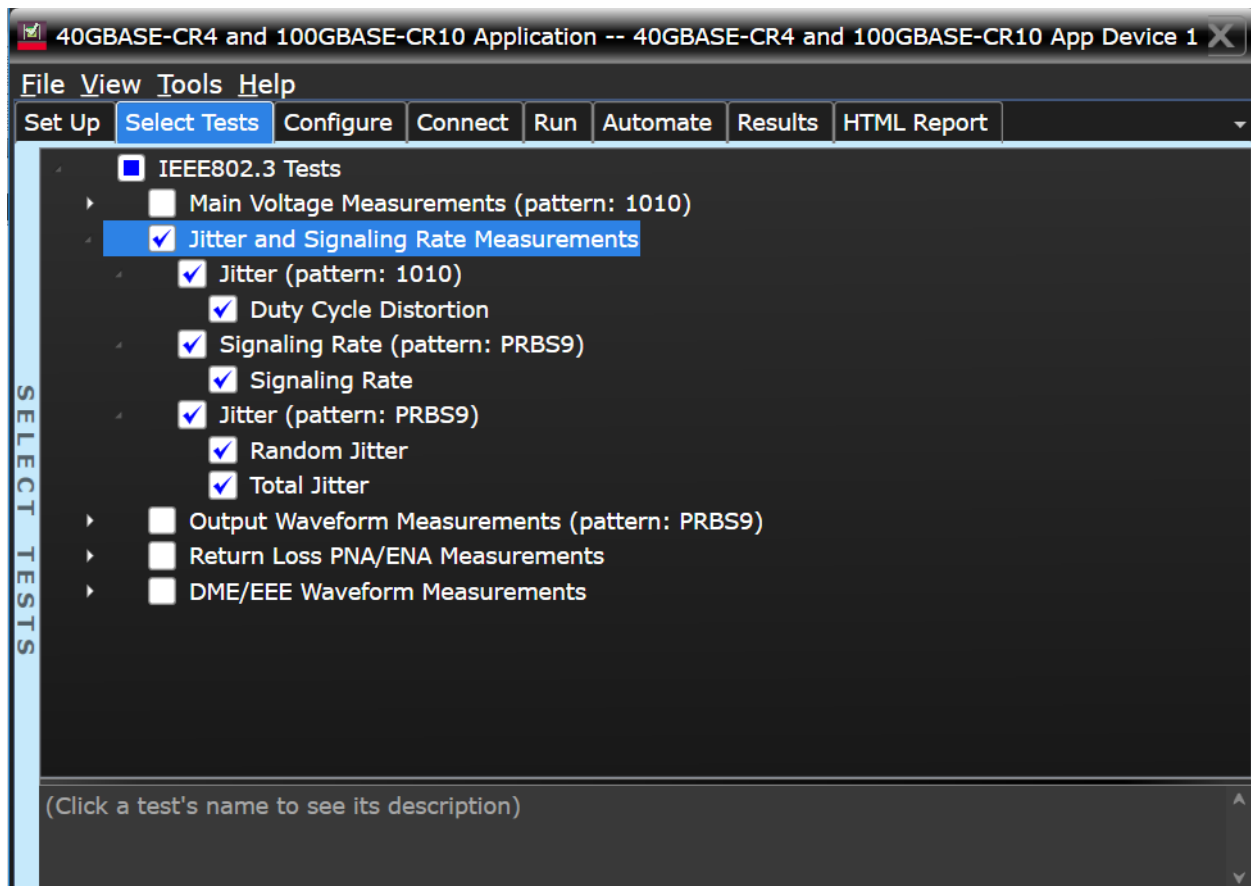 40GBASE-CR4 and 100GBASE-CR10 Application -- 40GBASE-CR4 and 100GBASE-CR10 App Device 1
File View Tools Help
Set Up Select Tests Configure Connect Run Automate Results HTML Report
IEEE802.3 Tests
Main Voltage Measurements (pattern: 1010)
Jitter and Signaling Rate Measurements
Jitter (pattern: 1010)
Duty Cycle Distortion
Signaling Rate (pattern: PRBS9)
Signaling Rate
Jitter (pattern: PRBS9)
Random Jitter
Total Jitter
Output Waveform Measurements (pattern: PRBS9)
Return Loss PNA/ENA Measurements
DME/EEE Waveform Measurements
SELECT TESTS
(Click a test's name to see its description)